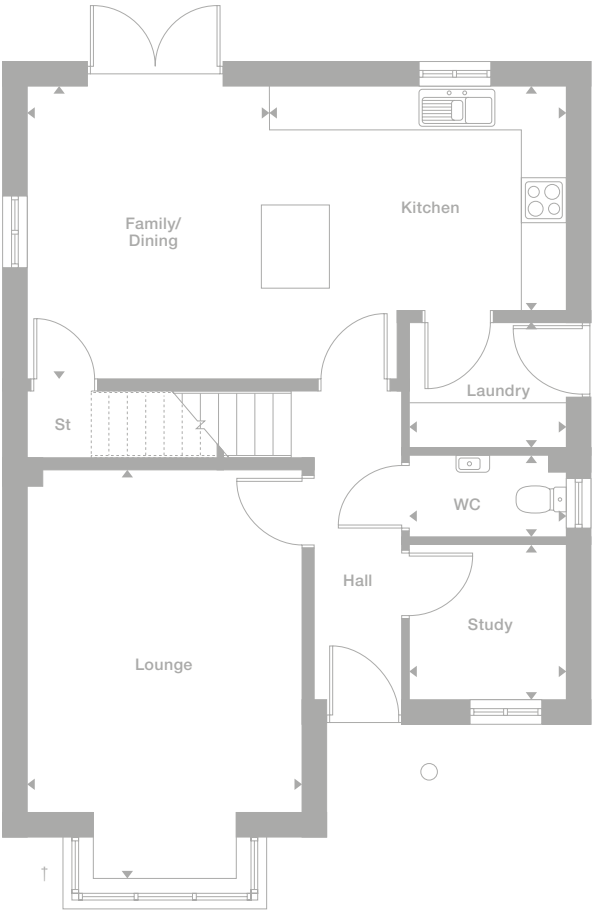 Family/
Dining
Kitchen
St
Laundry
WC
Hall
Study
Lounge
†